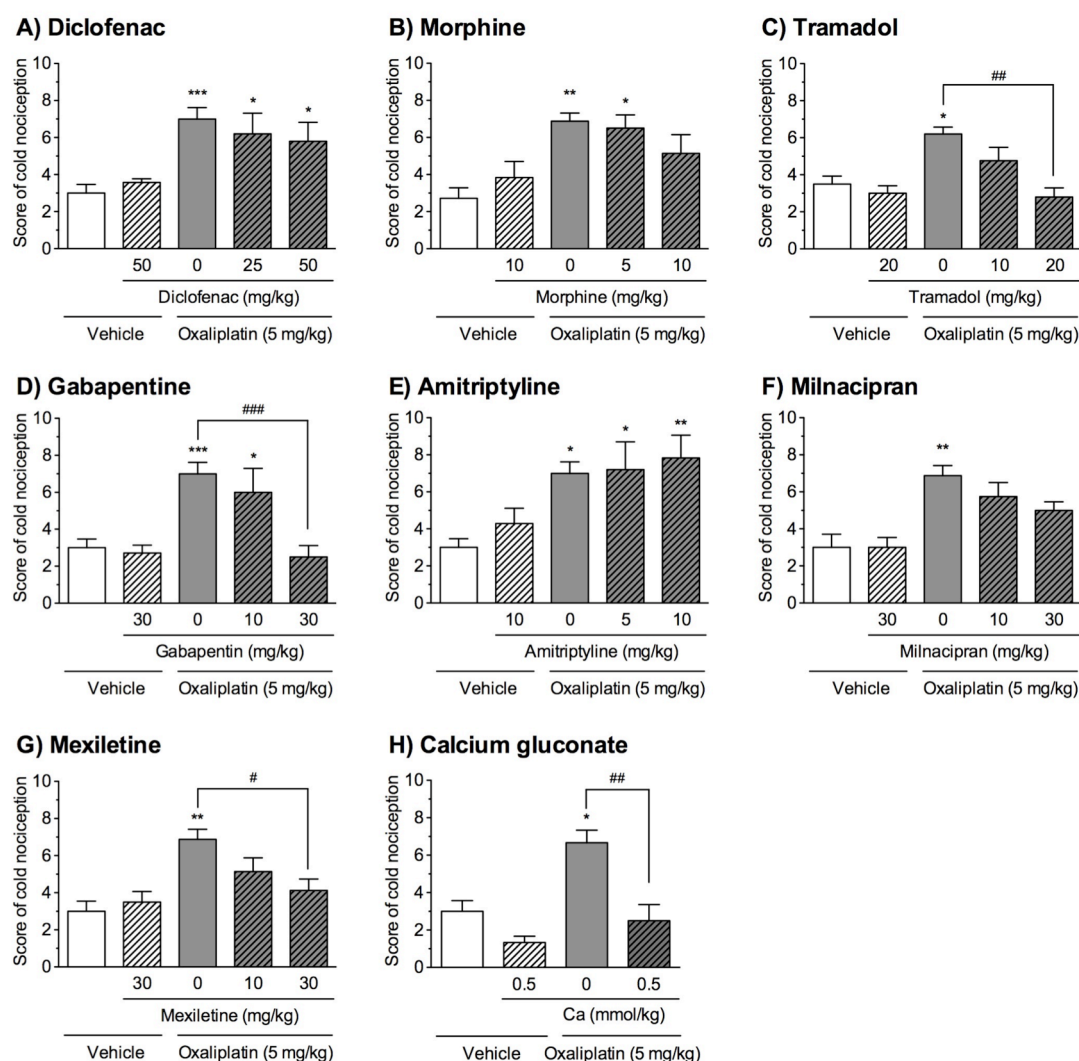 A) Diclofenac
Score of cold nociception
10
8
6
4
2
0
***
*
*
50 0 25 50
Diclofenac (mg/kg)
Vehicle Oxaliplatin (5 mg/kg)
B) Morphine
Score of cold nociception
10
8
6
4
2
0
**
*
10 0 5 10
Morphine (mg/kg)
Vehicle Oxaliplatin (5 mg/kg)
C) Tramadol
Score of cold nociception
10
8
6
4
2
0
##
*
20 0 10 20
Tramadol (mg/kg)
Vehicle Oxaliplatin (5 mg/kg)
D) Gabapentine
Score of cold nociception
10
8
6
4
2
0
###
***
*
30 0 10 30
Gabapentin (mg/kg)
Vehicle Oxaliplatin (5 mg/kg)
E) Amitriptyline
Score of cold nociception
10
8
6
4
2
0
*
*
**
10 0 5 10
Amitriptyline (mg/kg)
Vehicle Oxaliplatin (5 mg/kg)
F) Milnacipran
Score of cold nociception
10
8
6
4
2
0
**
30 0 10 30
Milnacipran (mg/kg)
Vehicle Oxaliplatin (5 mg/kg)
G) Mexiletine
Score of cold nociception
10
8
6
4
2
0
#
**
30 0 10 30
Mexiletine (mg/kg)
Vehicle Oxaliplatin (5 mg/kg)
H) Calcium gluconate
Score of cold nociception
10
8
6
4
2
0
##
*
0.5 0 0.5
Ca (mmol/kg)
Vehicle Oxaliplatin (5 mg/kg)